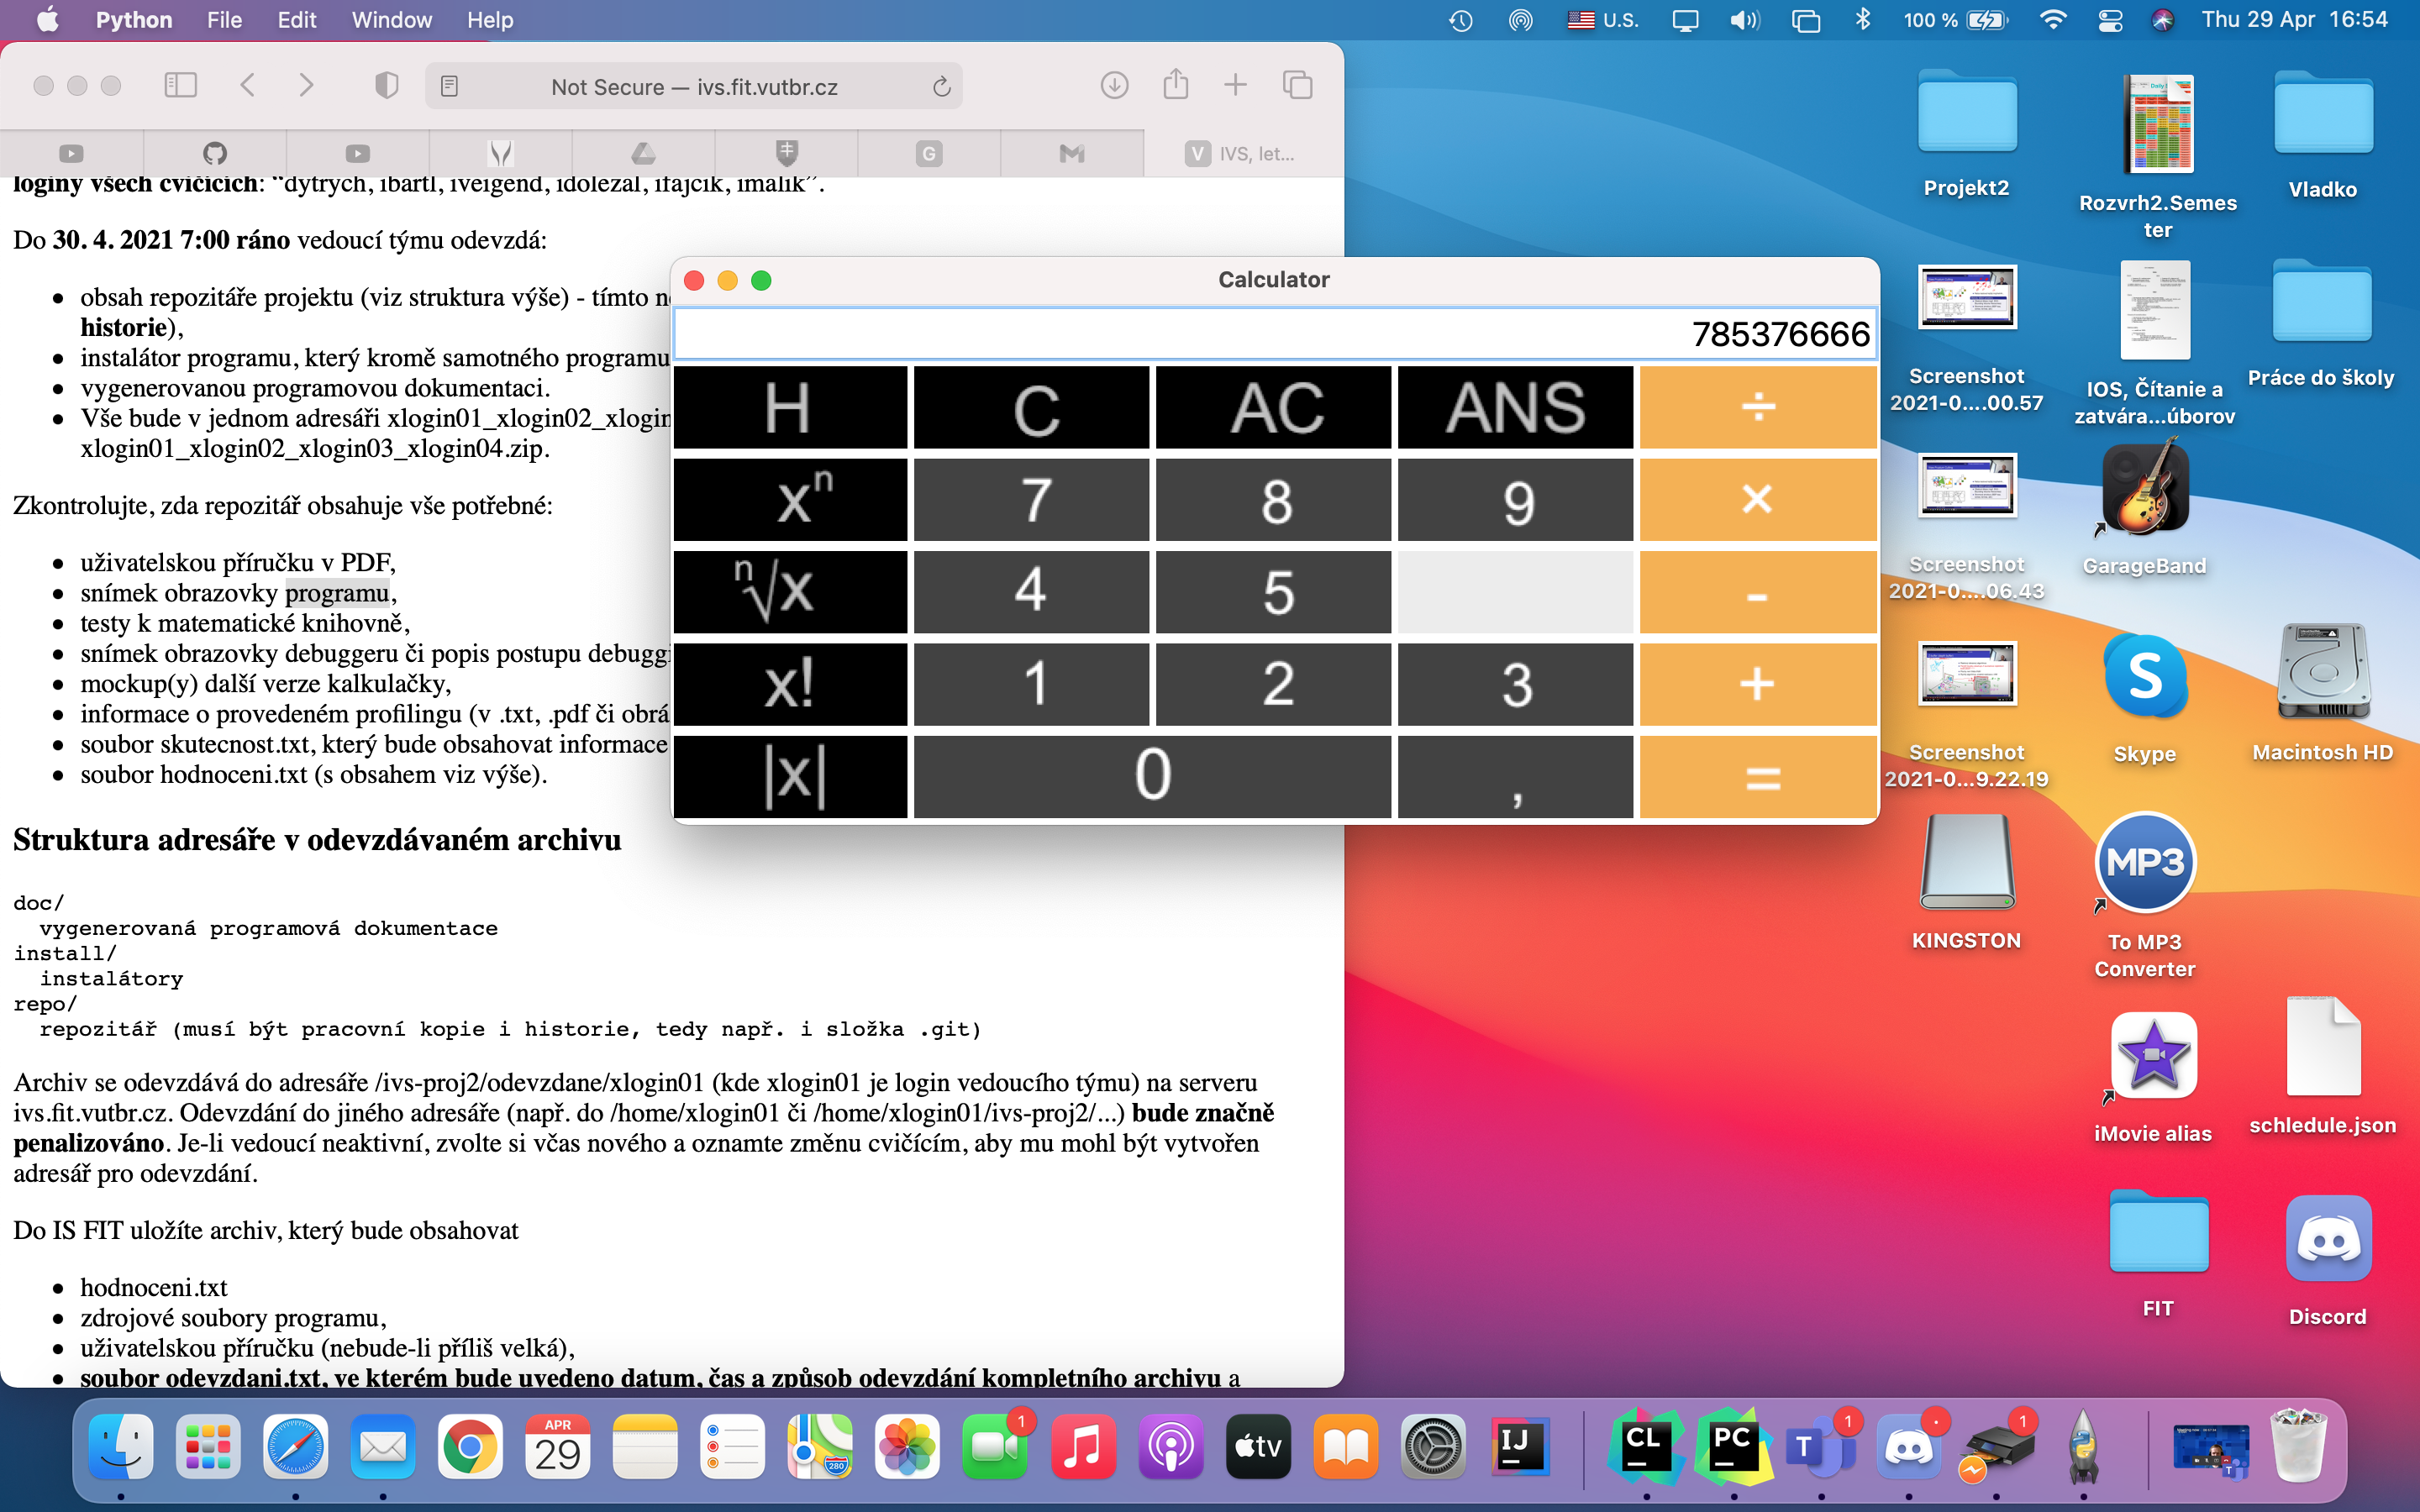 Python File Edit Window Help U.S. 100 % Thu 29 Apr 16:54
Not Secure — ivs.fit.vutbr.cz
G
V IVS, let...
loginy všech cvičících: “dytrych, ibartl, iveigend, idolezal, ifajcik, imalik”.
Do 30. 4. 2021 7:00 ráno vedoucí týmu odevzdá:
obsah repozitáře projektu (viz struktura výše) - tímto
historie),
instalátor programu, který kromě samotného programu
vygenerovanou programovou dokumentaci.
Vše bude v jednom adresáři xlogin01_xlogin02_xlogin
xlogin01_xlogin02_xlogin03_xlogin04.zip.
Zkontrolujte, zda repozitář obsahuje vše potřebné:
uživatelskou příručku v PDF,
snímek obrazovky programu,
testy k matematické knihovně,
snímek obrazovky debuggeru či popis postupu debuggi
mockup(y) další verze kalkulačky,
informace o provedeném profilingu (v .txt, .pdf či obrá
soubor skutecnost.txt, který bude obsahovat informace
soubor hodnoceni.txt (s obsahem viz výše).
Struktura adresáře v odevzdávaném archivu
doc/
vygenerovaná programová dokumentace
install/
instalátory
repo/
repozitář (musí být pracovní kopie i historie, tedy např. i složka .git)
Archiv se odevzdává do adresáře /ivs-proj2/odevzdane/xlogin01 (kde xlogin01 je login vedoucího týmu) na serveru
ivs.fit.vutbr.cz. Odevzdání do jiného adresáře (např. do /home/xlogin01 či /home/xlogin01/ivs-proj2/...) bude značně
penalizováno. Je-li vedoucí neaktivní, zvolte si včas nového a oznamte změnu cvičícím, aby mu mohl být vytvořen
adresář pro odevzdání.
Do IS FIT uložíte archiv, který bude obsahovat
hodnoceni.txt
zdrojové soubory programu,
uživatelskou příručku (nebude-li příliš velká),
soubor odevzdani.txt, ve kterém bude uvedeno datum, čas a způsob odevzdání kompletního archivu a
Calculator
785376666
H C AC ANS ÷
xⁿ 7 8 9 ×
ⁿ√x 4 5 -
x! 1 2 3 +
|x| 0 , =
Projekt2
Rozvrh2.Semes
ter
Vladko
Screenshot
2021-0....00.57
IOS, Čítanie a
zatvára...úborov
Práce do školy
Screenshot
2021-0....06.43
GarageBand
Screenshot
2021-0...9.22.19
S
Skype
Macintosh HD
KINGSTON
MP3
To MP3
Converter
iMovie alias
schledule.json
FIT
Discord
APR
29
280
1
tv
IJ
CL
PC
T
1
1